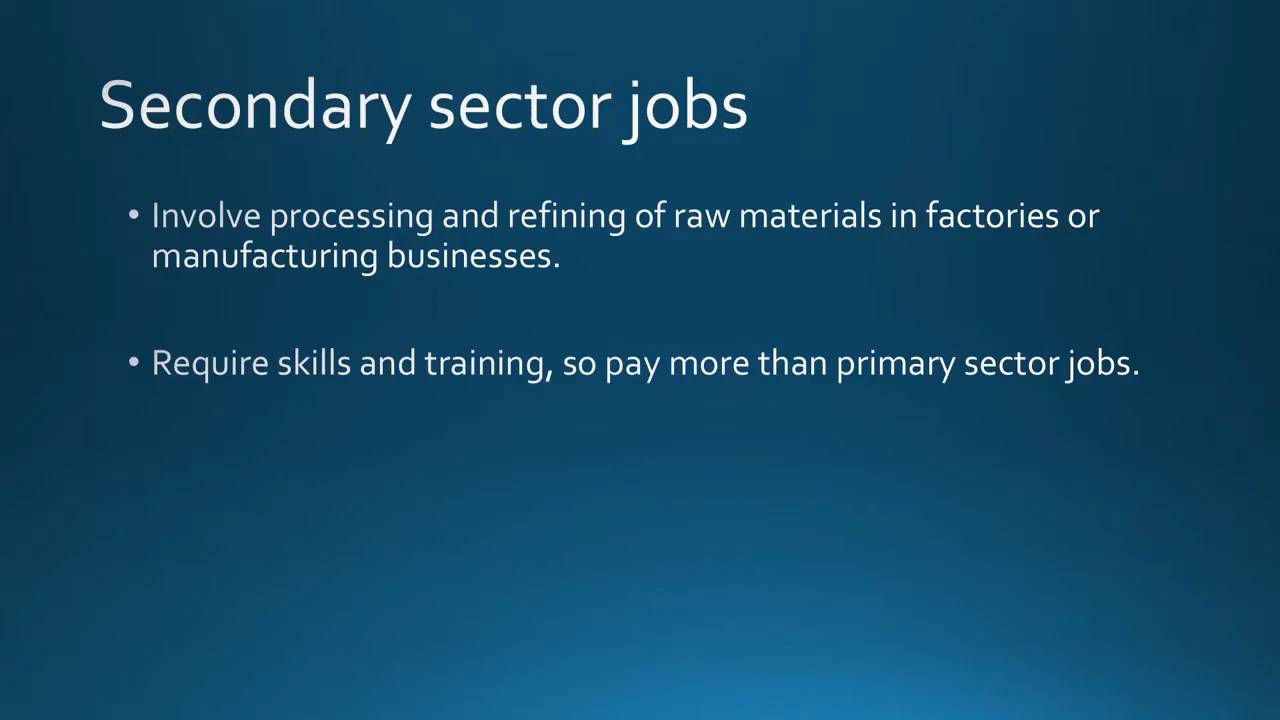 Secondary sector jobs
• Involve processing and refining of raw materials in factories or
manufacturing businesses.
• Require skills and training, so pay more than primary sector jobs.